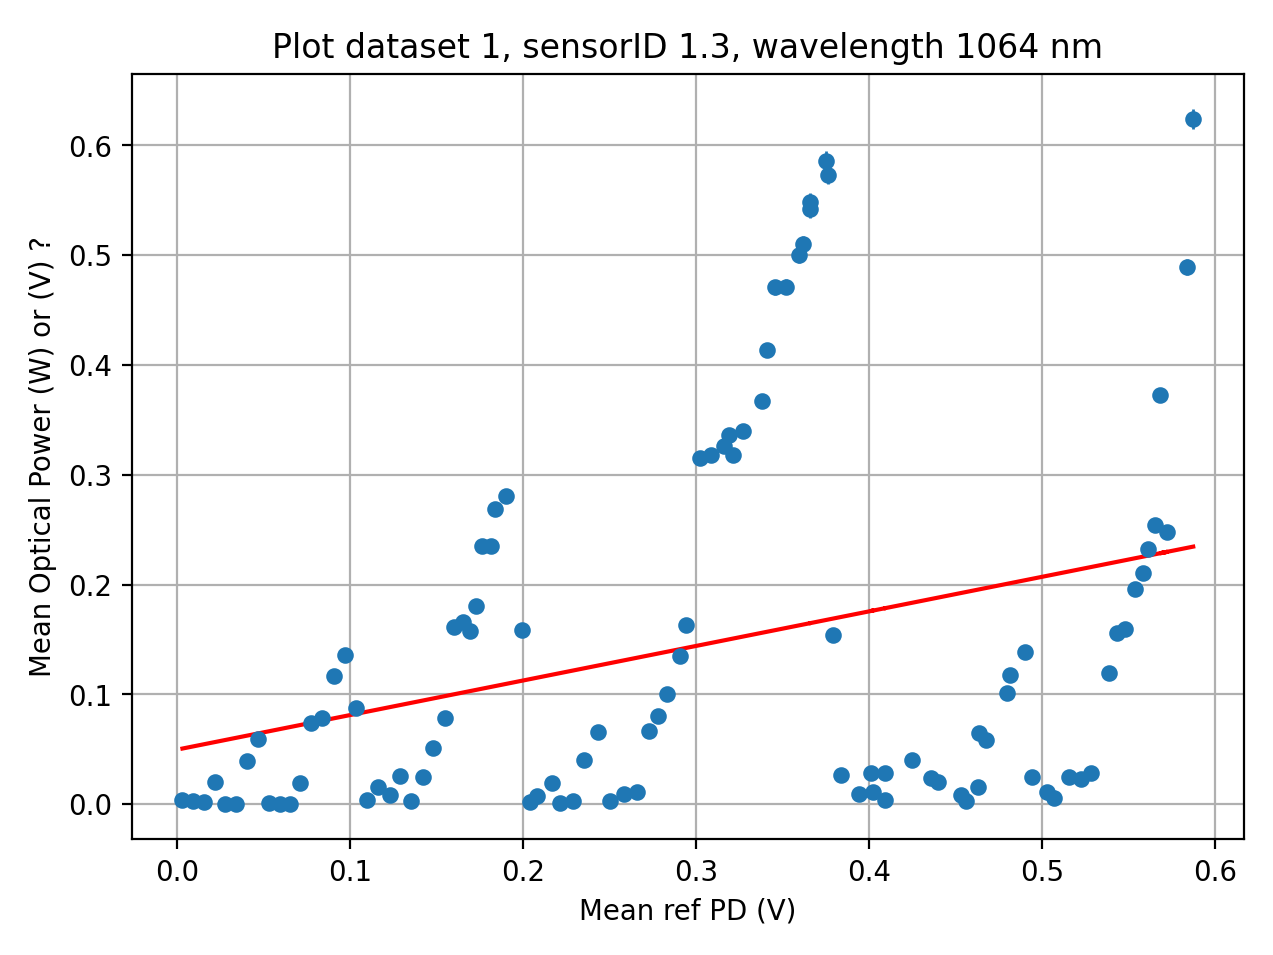 Plot dataset 1, sensorID 1.3, wavelength 1064 nm
Mean Optical Power (W) or (V) ?
0.6
0.5
0.4
0.3
0.2
0.1
0.0
0.0 0.1 0.2 0.3 0.4 0.5 0.6
Mean ref PD (V)